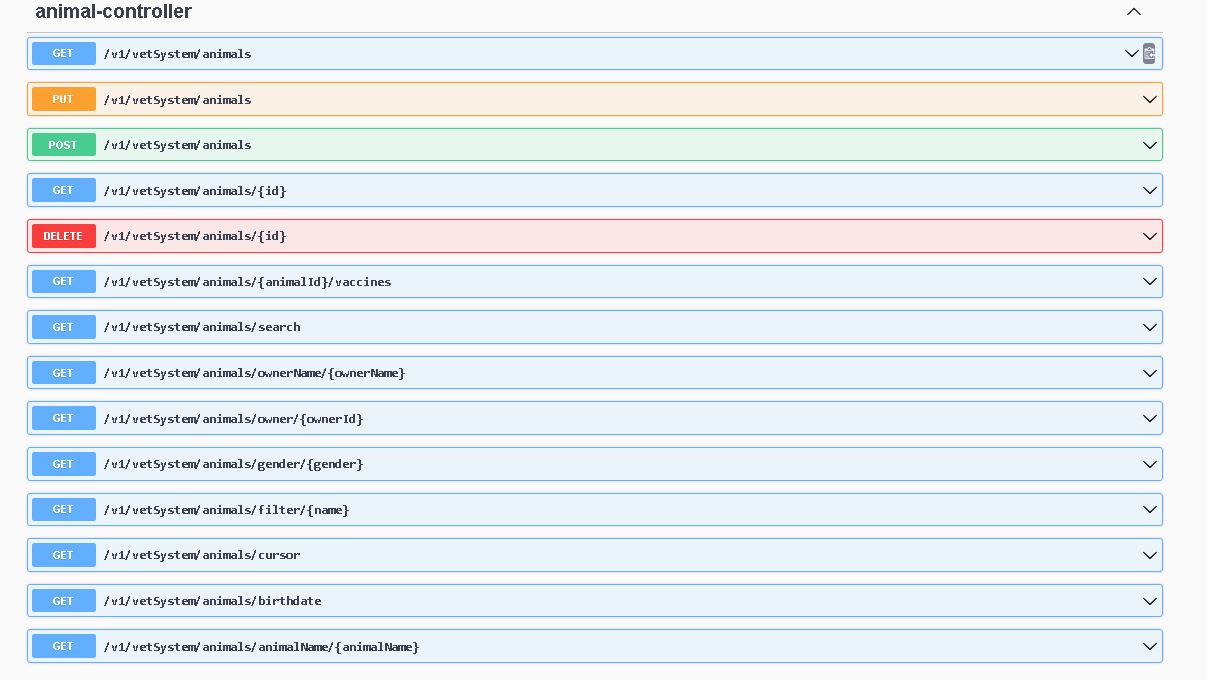 animal-controller
GET /v1/vetSystem/animals
PUT /v1/vetSystem/animals
POST /v1/vetSystem/animals
GET /v1/vetSystem/animals/{id}
DELETE /v1/vetSystem/animals/{id}
GET /v1/vetSystem/animals/{animalId}/vaccines
GET /v1/vetSystem/animals/search
GET /v1/vetSystem/animals/ownerName/{ownerName}
GET /v1/vetSystem/animals/owner/{ownerId}
GET /v1/vetSystem/animals/gender/{gender}
GET /v1/vetSystem/animals/filter/{name}
GET /v1/vetSystem/animals/cursor
GET /v1/vetSystem/animals/birthdate
GET /v1/vetSystem/animals/animalName/{animalName}